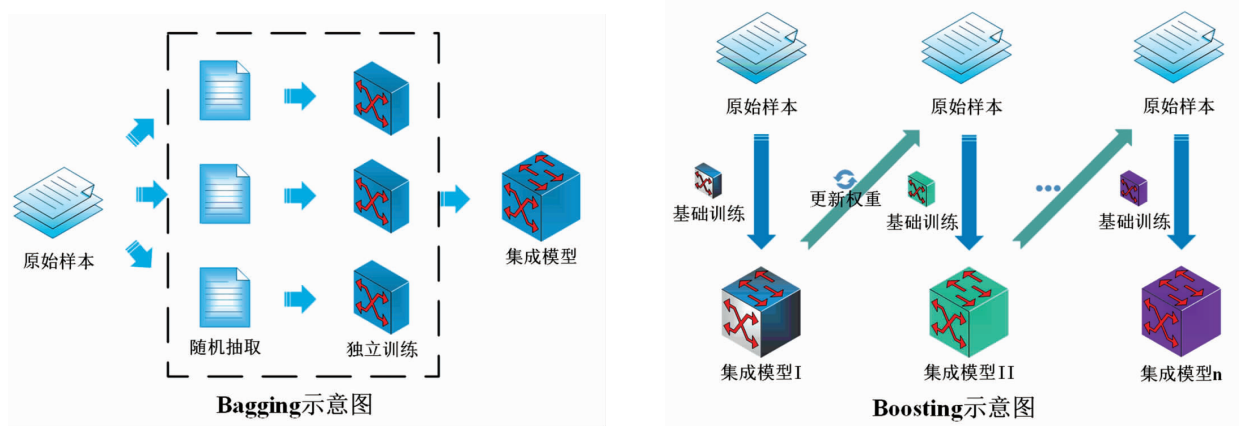 原始样本
随机抽取
独立训练
集成模型
Bagging示意图
原始样本
原始样本
原始样本
基础训练
更新权重
基础训练
•••
基础训练
集成模型I
集成模型II
集成模型n
Boosting示意图